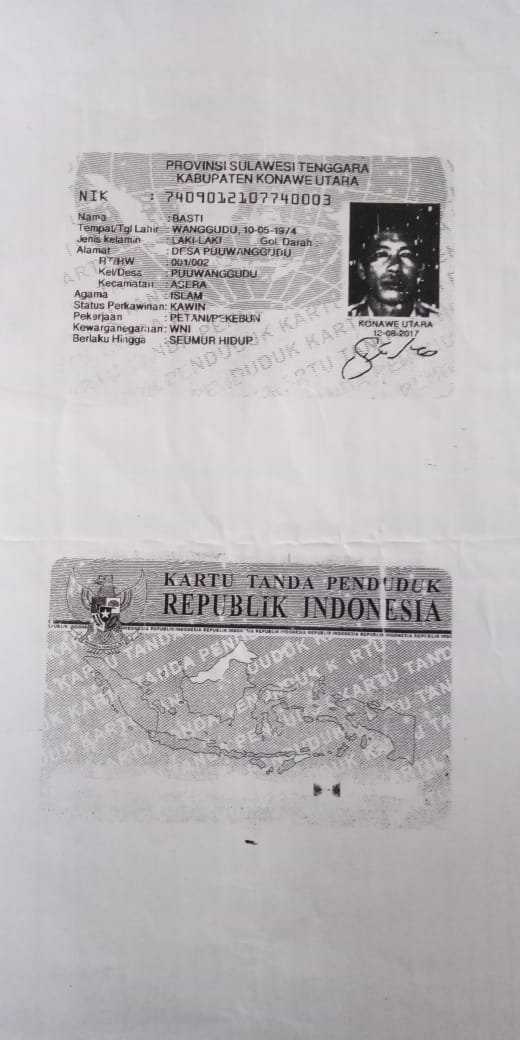 PROVINSI SULAWESI TENGGARA
KABUPATEN KONAWE UTARA
NIK : 7409012107740003
Nama : BASTI
Tempat/Tgl Lahir : WANGGUDU, 10-05-1974
Jenis kelamin : LAKI-LAKI Gol. Darah :
Alamat : DESA PUUWANGGUDU
RT/RW : 001/002
Kel/Desa : PUUWANGGUDU
Kecamatan : ASERA
Agama : ISLAM
Status Perkawinan: KAWIN
Pekerjaan : PETANI/PEKEBUN
Kewarganegaraan: WNI
Berlaku Hingga : SEUMUR HIDUP
KONAWE UTARA
12-08-2017
KARTU TANDA PENDUDUK
REPUBLIK INDONESIA